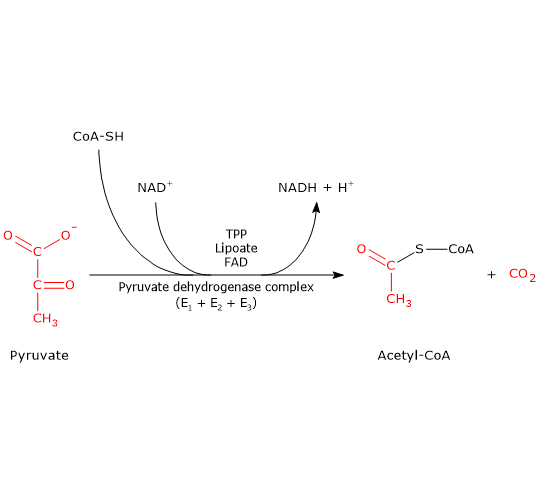 CoA-SH
NAD⁺
NADH + H⁺
TPP
Lipoate
FAD
O
O⁻
C
C=O
CH₃
O
S—CoA
C
CH₃
+ CO₂
Pyruvate dehydrogenase complex
(E₁ + E₂ + E₃)
Pyruvate
Acetyl-CoA